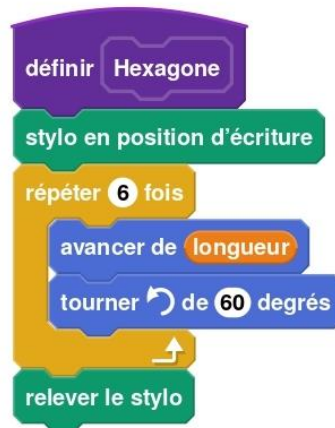 définir Hexagone
stylo en position d’écriture
répéter 6 fois
avancer de longueur
tourner de 60 degrés
relever le stylo